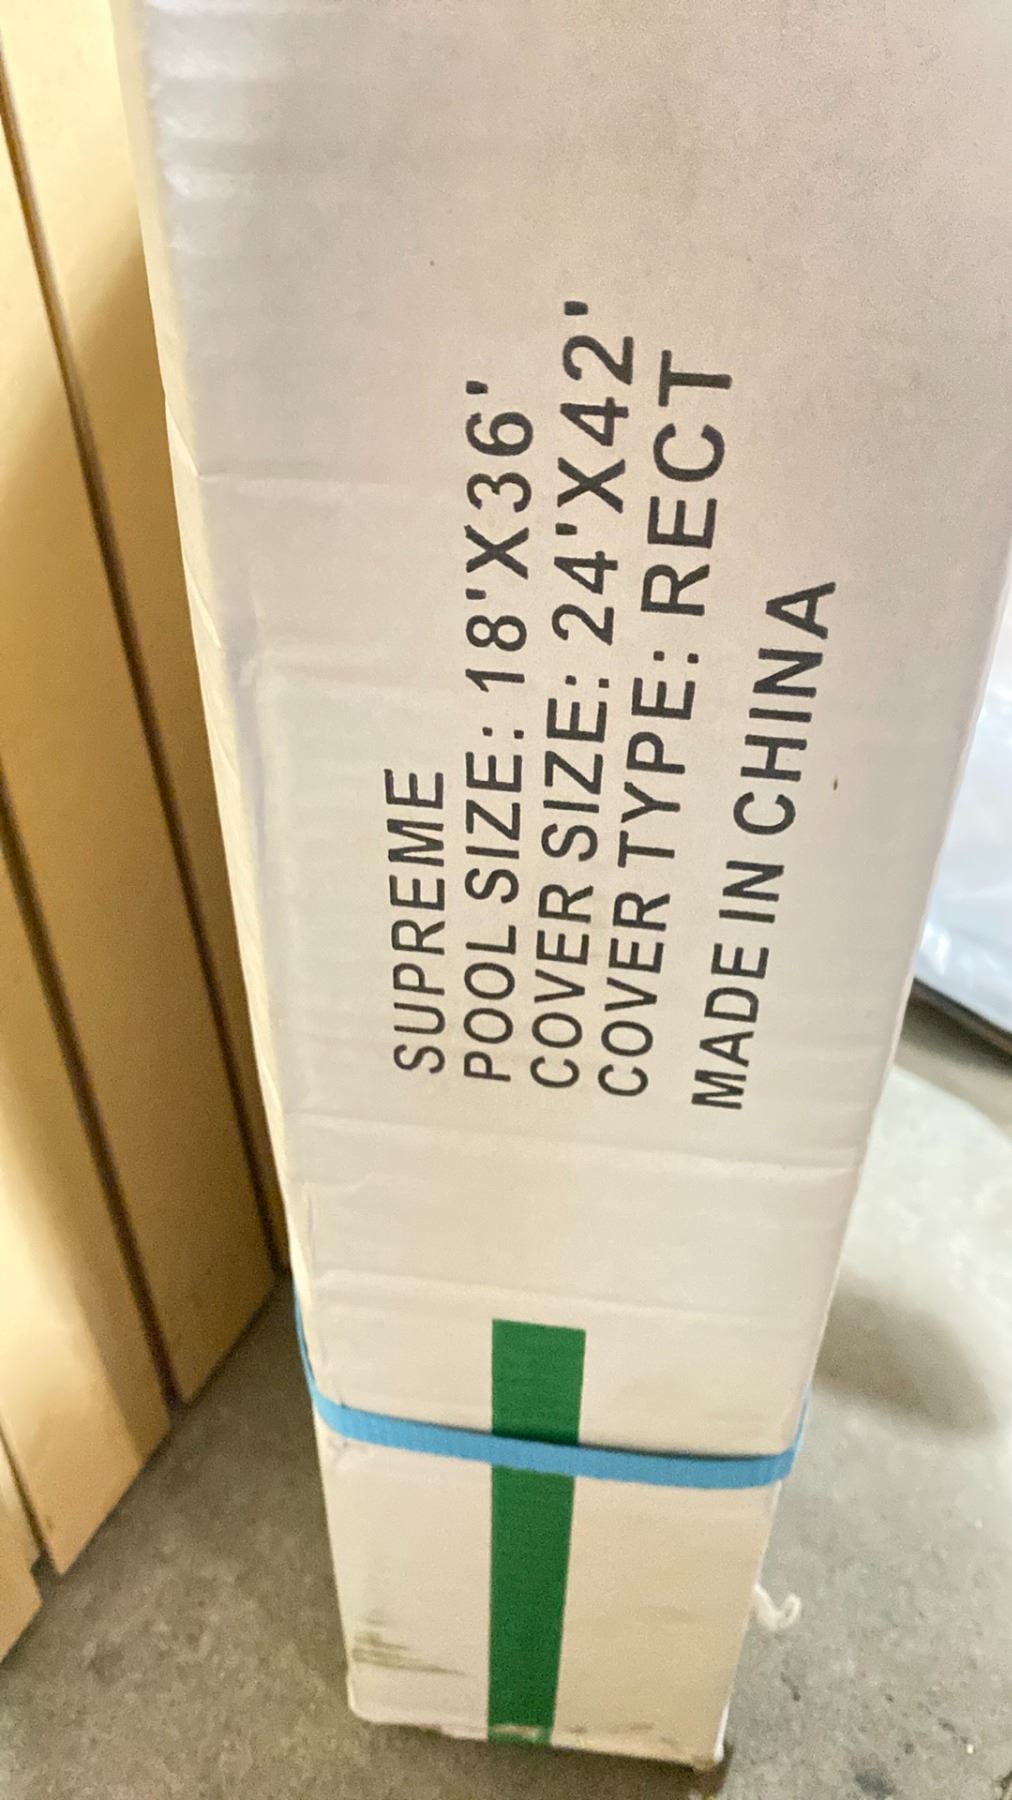 SUPREME
POOL SIZE: 18'X36'
COVER SIZE: 24'X42'
COVER TYPE: RECT
MADE IN CHINA